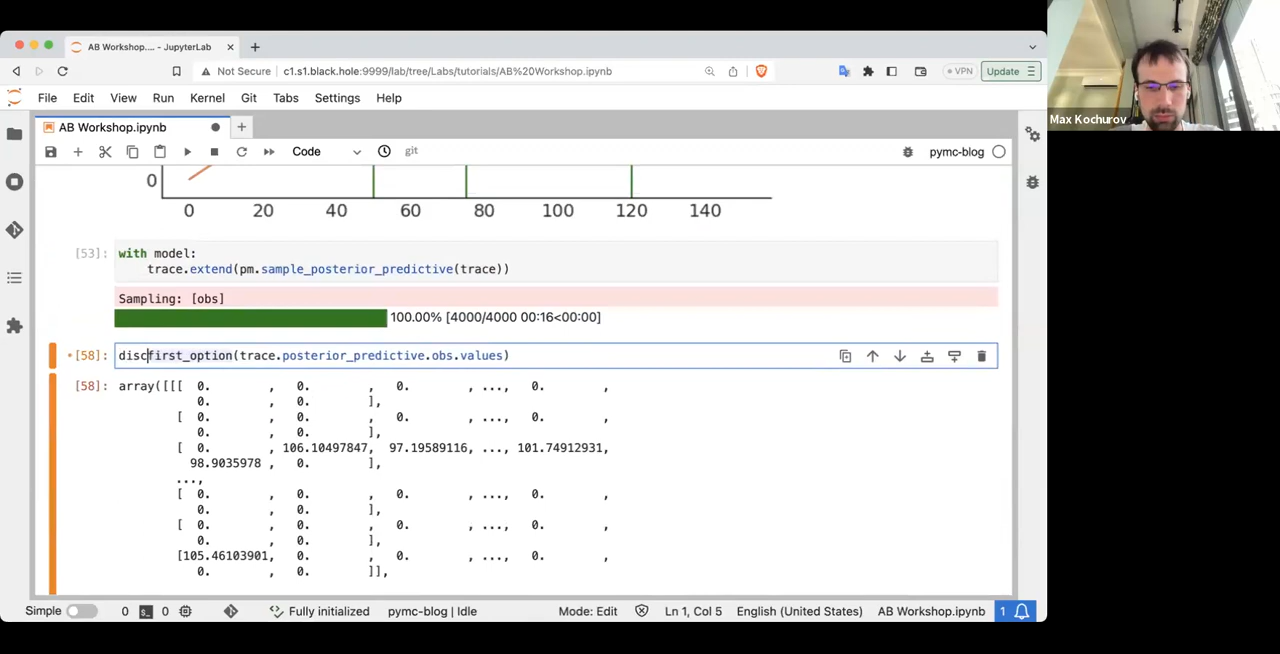 AB Workshop.... - JupyterLab
Not Secure
c1.s1.black.hole:9999/lab/tree/Labs/tutorials/AB%20Workshop.ipynb
VPN
Update
Max Kochurov
File Edit View Run Kernel Git Tabs Settings Help
AB Workshop.ipynb
Code
git
pymc-blog
0
0 20 40 60 80 100 120 140
[53]: with model:
trace.extend(pm.sample_posterior_predictive(trace))
Sampling: [obs]
100.00% [4000/4000 00:16<00:00]
[58]: discfirst_option(trace.posterior_predictive.obs.values)
[58]: array([[[ 0. , 0. , 0. , ..., 0. ,
0. , 0. ],
[ 0. , 0. , 0. , ..., 0. ,
0. , 0. ],
[ 0. , 106.10497847, 97.19589116, ..., 101.74912931,
98.9035978 , 0. ],
...,
[ 0. , 0. , 0. , ..., 0. ,
0. , 0. ],
[ 0. , 0. , 0. , ..., 0. ,
0. , 0. ],
[105.46103901, 0. , 0. , ..., 0. ,
0. , 0. ]],
Simple 0 0 Fully initialized pymc-blog | Idle Mode: Edit Ln 1, Col 5 English (United States) AB Workshop.ipynb 1